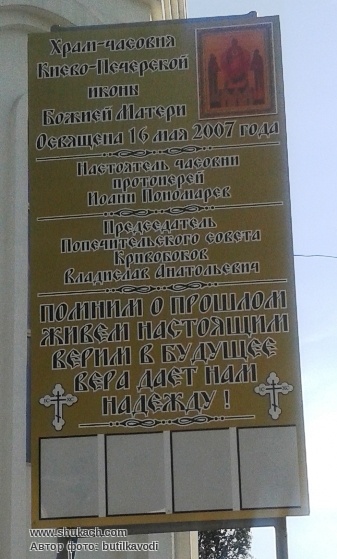 Храм-часовня
Киево-Печерской
иконы
Божией Матери
Освящена 16 мая 2007 года
Настоятель часовни
протоиерей
Иоанн Пономарев
Председатель
Попечительского совета
Кривобоков
Владислав Анатольевич
ПОМНИМ О ПРОШЛОМ
ЖИВЕМ НАСТОЯЩИМ
ВЕРИМ В БУДУЩЕЕ
ВЕРА ДАЕТ НАМ
НАДЕЖДУ !
www.shukach.com
Автор фото: butilkavodi